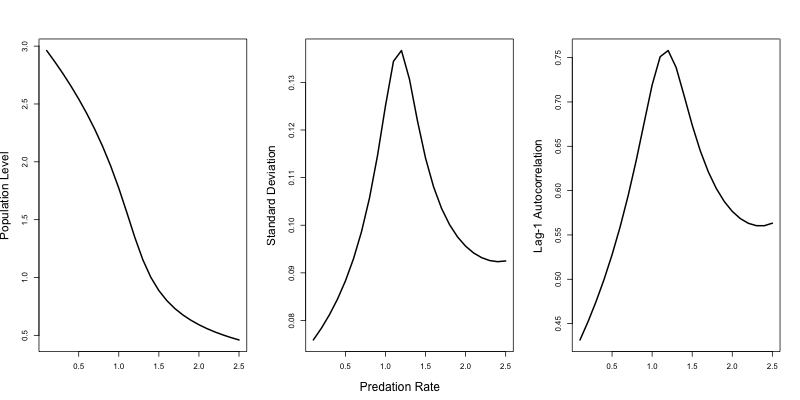 Population Level
0.5 1.0 1.5 2.0 2.5 3.0
0.5 1.0 1.5 2.0 2.5
Standard Deviation
0.08 0.09 0.10 0.11 0.12 0.13
0.5 1.0 1.5 2.0 2.5
Lag-1 Autocorrelation
0.45 0.50 0.55 0.60 0.65 0.70 0.75
0.5 1.0 1.5 2.0 2.5
Predation Rate